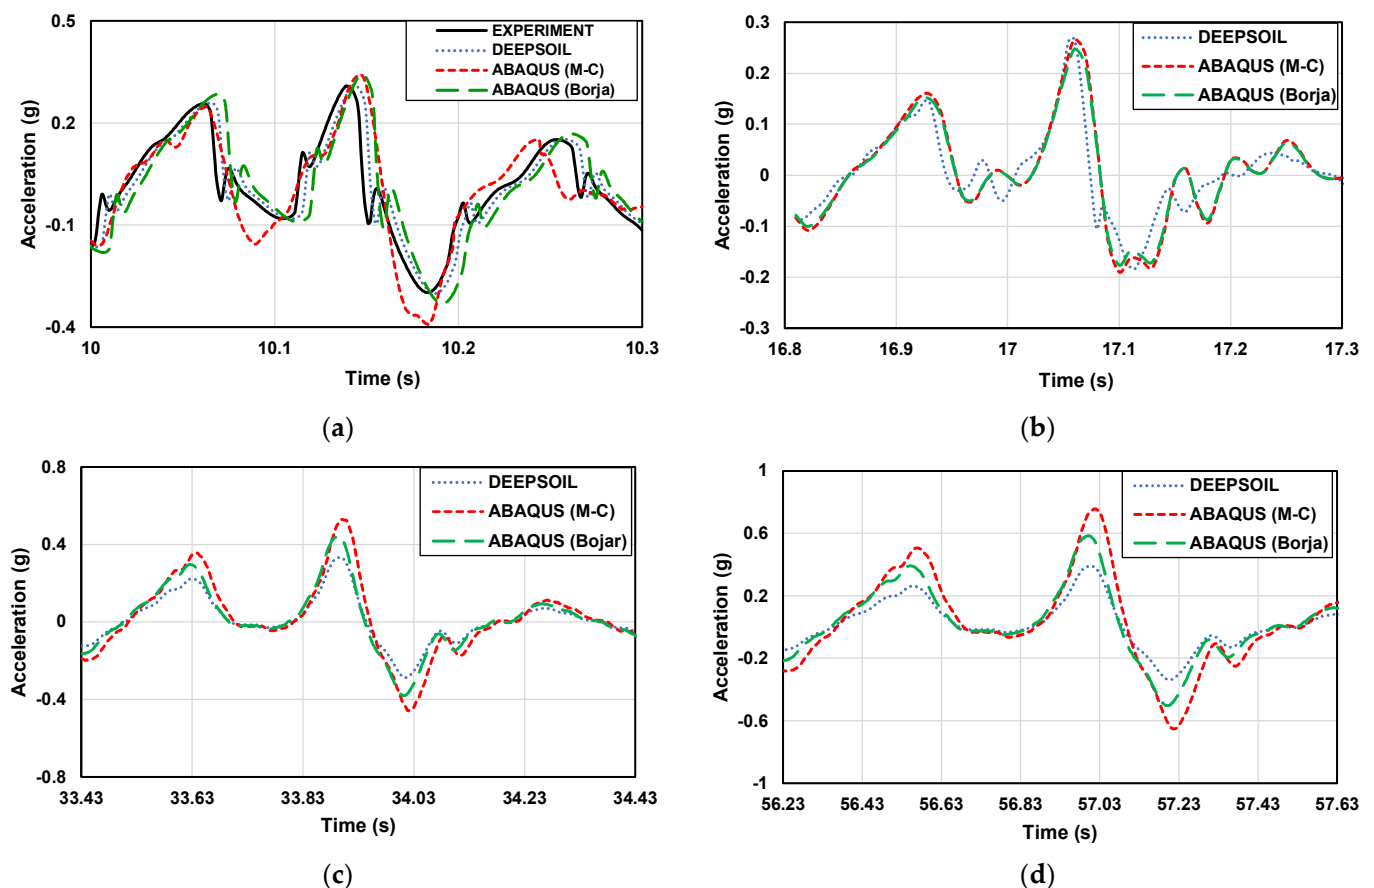 0.5
0.2
-0.1
-0.4
Acceleration (g)
EXPERIMENT
DEEPSOIL
ABAQUS (M-C)
ABAQUS (Borja)
10 10.1 10.2 10.3
Time (s)
(a)
0.3
0.2
0.1
0
-0.1
-0.2
-0.3
Acceleration (g)
DEEPSOIL
ABAQUS (M-C)
ABAQUS (Borja)
16.8 16.9 17 17.1 17.2 17.3
Time (s)
(b)
0.8
0.4
0
-0.4
-0.8
Acceleration (g)
DEEPSOIL
ABAQUS (M-C)
ABAQUS (Bojar)
33.43 33.63 33.83 34.03 34.23 34.43
Time (s)
(c)
1
0.6
0.2
-0.2
-0.6
-1
Acceleration (g)
DEEPSOIL
ABAQUS (M-C)
ABAQUS (Borja)
56.23 56.43 56.63 56.83 57.03 57.23 57.43 57.63
Time (s)
(d)